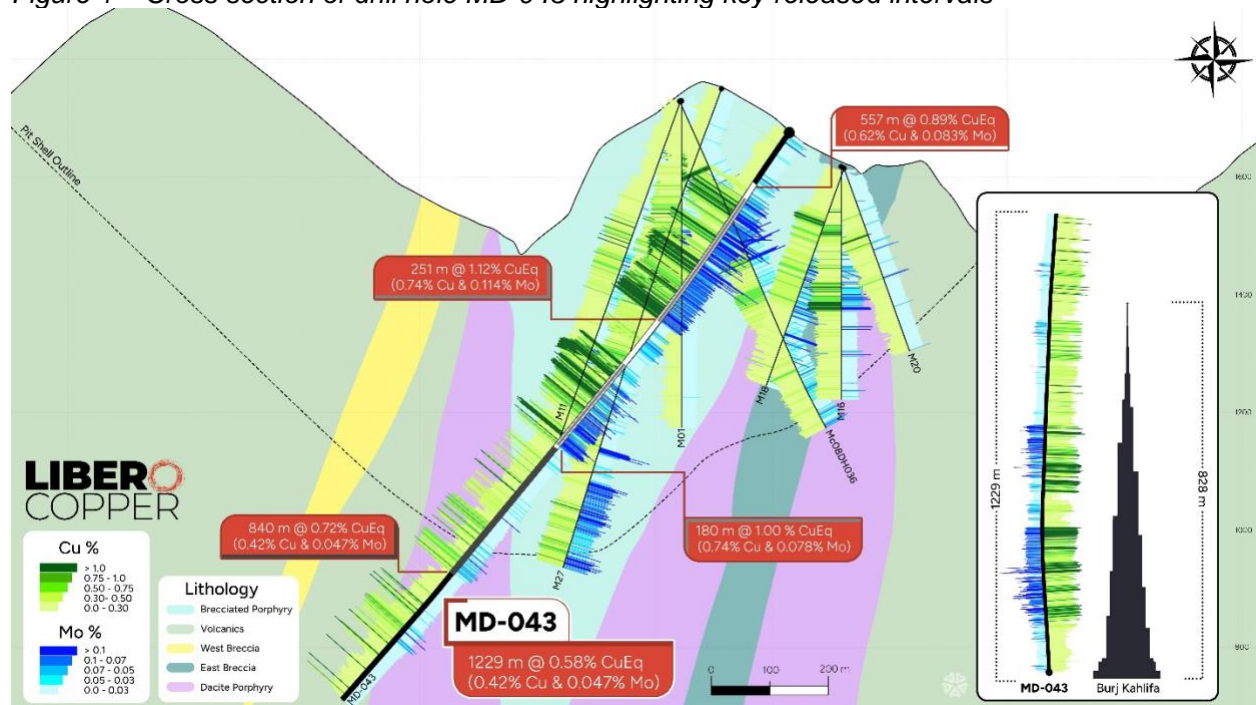 Figure 1 – Cross section of drill hole MD-043 highlighting key released intervals
Pit Shell Outline
557 m @ 0.89% CuEq
(0.62% Cu & 0.083% Mo)
251 m @ 1.12% CuEq
(0.74% Cu & 0.114% Mo)
1600
1400
1200
1000
800
M20
M18
M16
M11
M01
Mc08DH036
M27
MD-043
180 m @ 1.00 % CuEq
(0.74% Cu & 0.078% Mo)
840 m @ 0.72% CuEq
(0.42% Cu & 0.047% Mo)
MD-043
1229 m @ 0.58% CuEq
(0.42% Cu & 0.047% Mo)
0 100 200 m
LIBERO
COPPER
Cu %
> 1.0
0.75 - 1.0
0.50 - 0.75
0.30- 0.50
0.0 - 0.30
Mo %
> 0.1
0.1 - 0.07
0.07 - 0.05
0.05 - 0.03
0.0 - 0.03
Lithology
Brecciated Porphyry
Volcanics
West Breccia
East Breccia
Dacite Porphyry
1229 m
828 m
MD-043
Burj Kahlifa